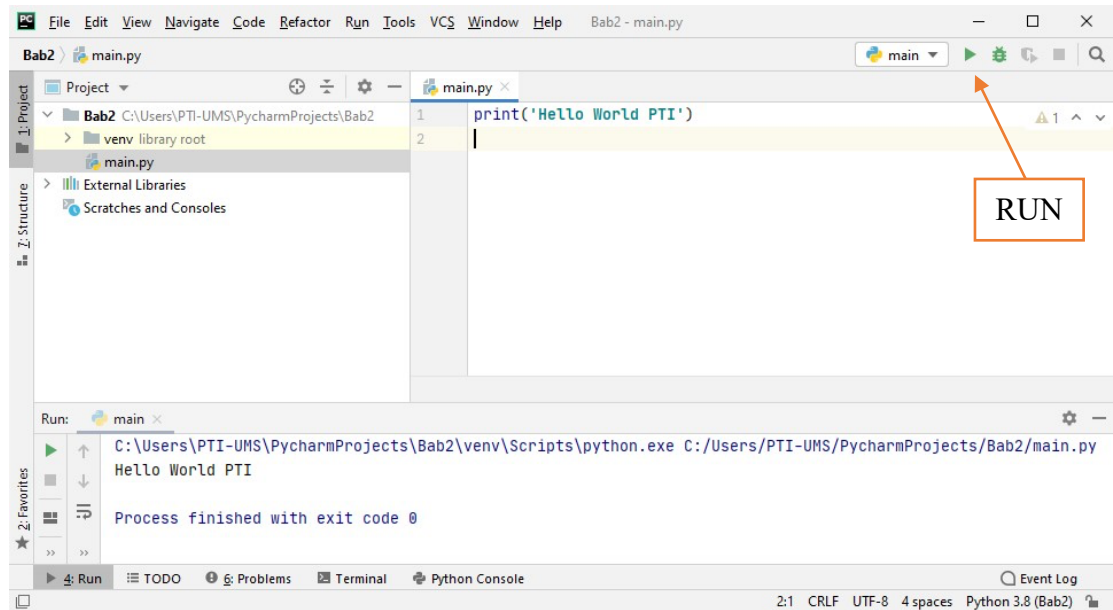 PC File Edit View Navigate Code Refactor Run Tools VCS Window Help Bab2 - main.py
Bab2 main.py main
1: Project
Project
main.py
Bab2 C:\Users\PTI-UMS\PycharmProjects\Bab2
venv library root
main.py
External Libraries
Scratches and Consoles
1 print('Hello World PTI')
2
1
RUN
Z: Structure
2: Favorites
Run: main
C:\Users\PTI-UMS\PycharmProjects\Bab2\venv\Scripts\python.exe C:/Users/PTI-UMS/PycharmProjects/Bab2/main.py
Hello World PTI
Process finished with exit code 0
4: Run TODO 6: Problems Terminal Python Console Event Log
2:1 CRLF UTF-8 4 spaces Python 3.8 (Bab2)